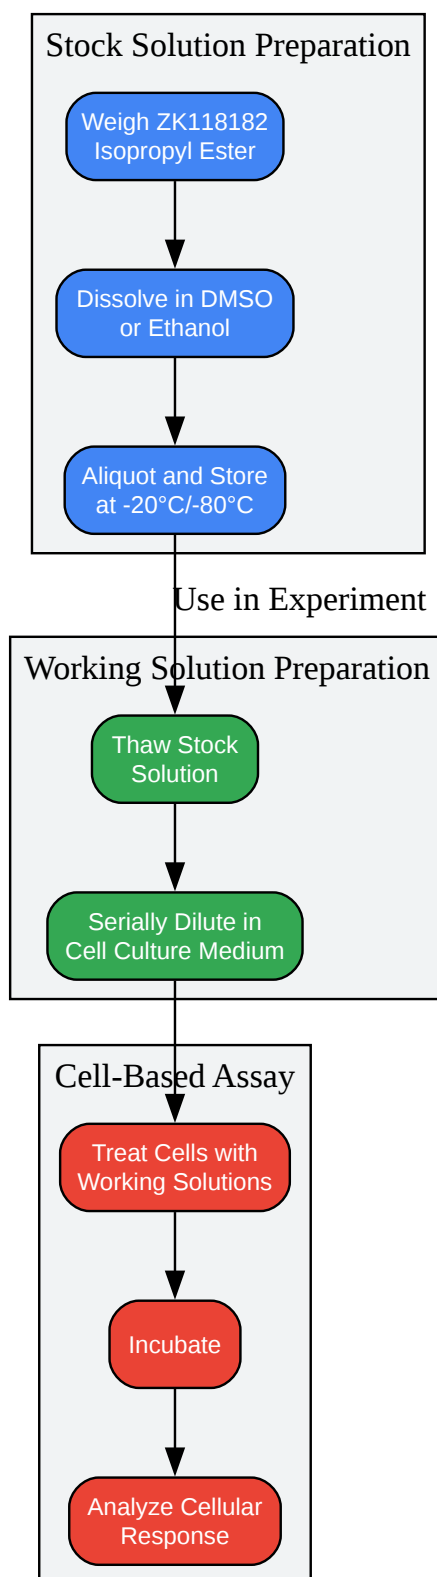 Stock Solution Preparation
Weigh ZK118182
Isopropyl Ester
Dissolve in DMSO
or Ethanol
Aliquot and Store
at -20°C/-80°C
Use in Experiment
Working Solution Preparation
Thaw Stock
Solution
Serially Dilute in
Cell Culture Medium
Cell-Based Assay
Treat Cells with
Working Solutions
Incubate
Analyze Cellular
Response